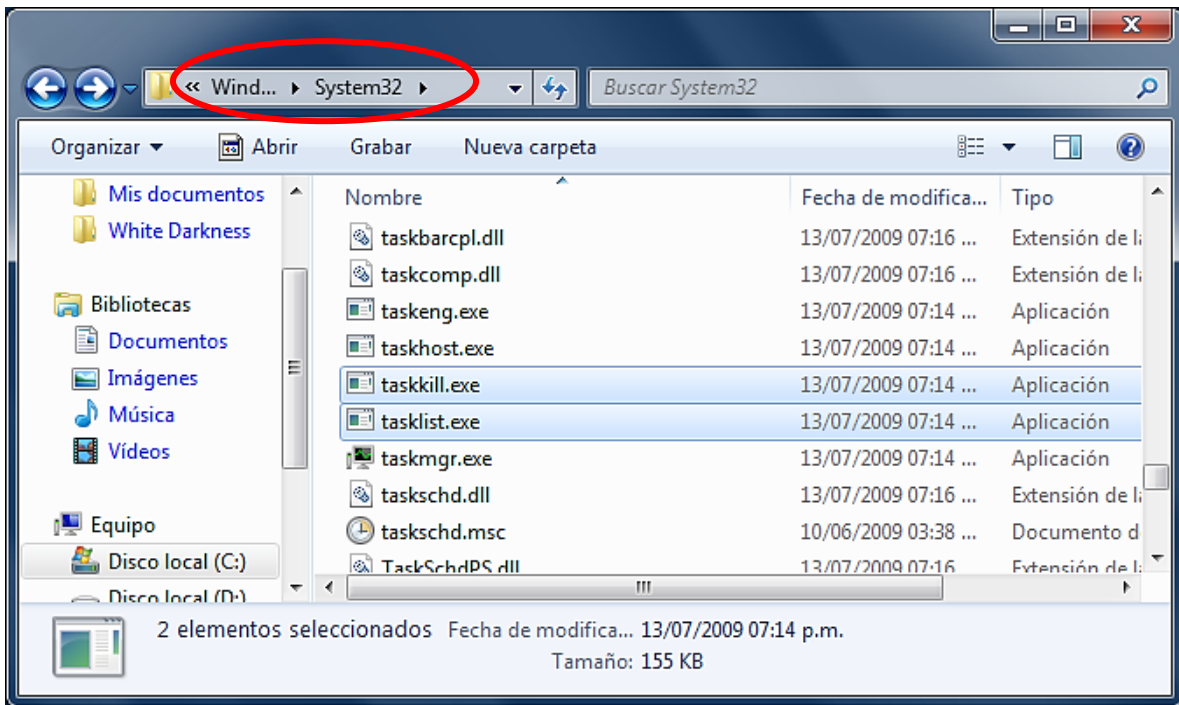 « Wind... ▸ System32 ▸ Buscar System32
Organizar Abrir Grabar Nueva carpeta
Mis documentos
White Darkness
Bibliotecas
Documentos
Imágenes
Música
Vídeos
Equipo
Disco local (C:)
Disco local (D:)
Nombre Fecha de modifica... Tipo
taskbarcpl.dll 13/07/2009 07:16 ... Extensión de la
taskcomp.dll 13/07/2009 07:16 ... Extensión de la
taskeng.exe 13/07/2009 07:14 ... Aplicación
taskhost.exe 13/07/2009 07:14 ... Aplicación
taskkill.exe 13/07/2009 07:14 ... Aplicación
tasklist.exe 13/07/2009 07:14 ... Aplicación
taskmgr.exe 13/07/2009 07:14 ... Aplicación
taskschd.dll 13/07/2009 07:16 ... Extensión de la
taskschd.msc 10/06/2009 03:38 ... Documento d
TaskSchdPS.dll 13/07/2009 07:16 Extensión de la
2 elementos seleccionados Fecha de modifica... 13/07/2009 07:14 p.m.
Tamaño: 155 KB